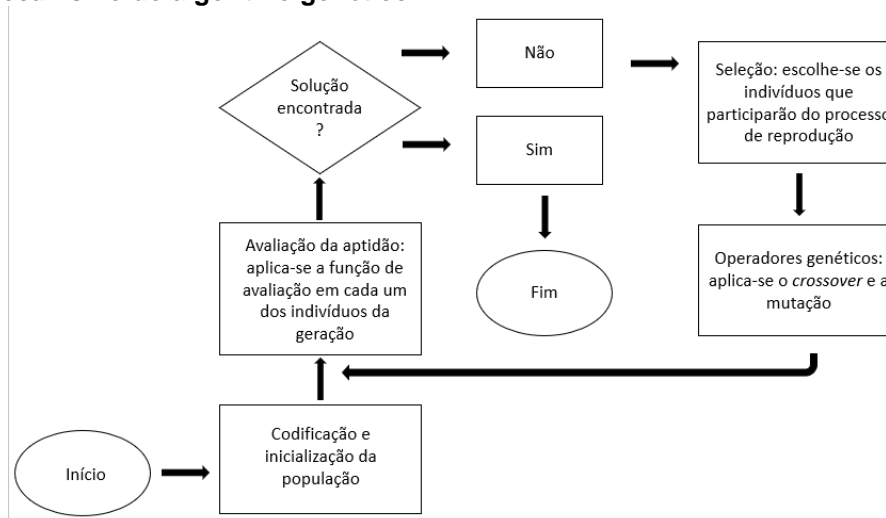 Solução
encontrada
?
Não
Sim
Fim
Seleção: escolhe-se os
indivíduos que
participarão do processo
de reprodução
Operadores genéticos:
aplica-se o crossover e a
mutação
Avaliação da aptidão:
aplica-se a função de
avaliação em cada um
dos indivíduos da
geração
Codificação e
inicialização da
população
Início